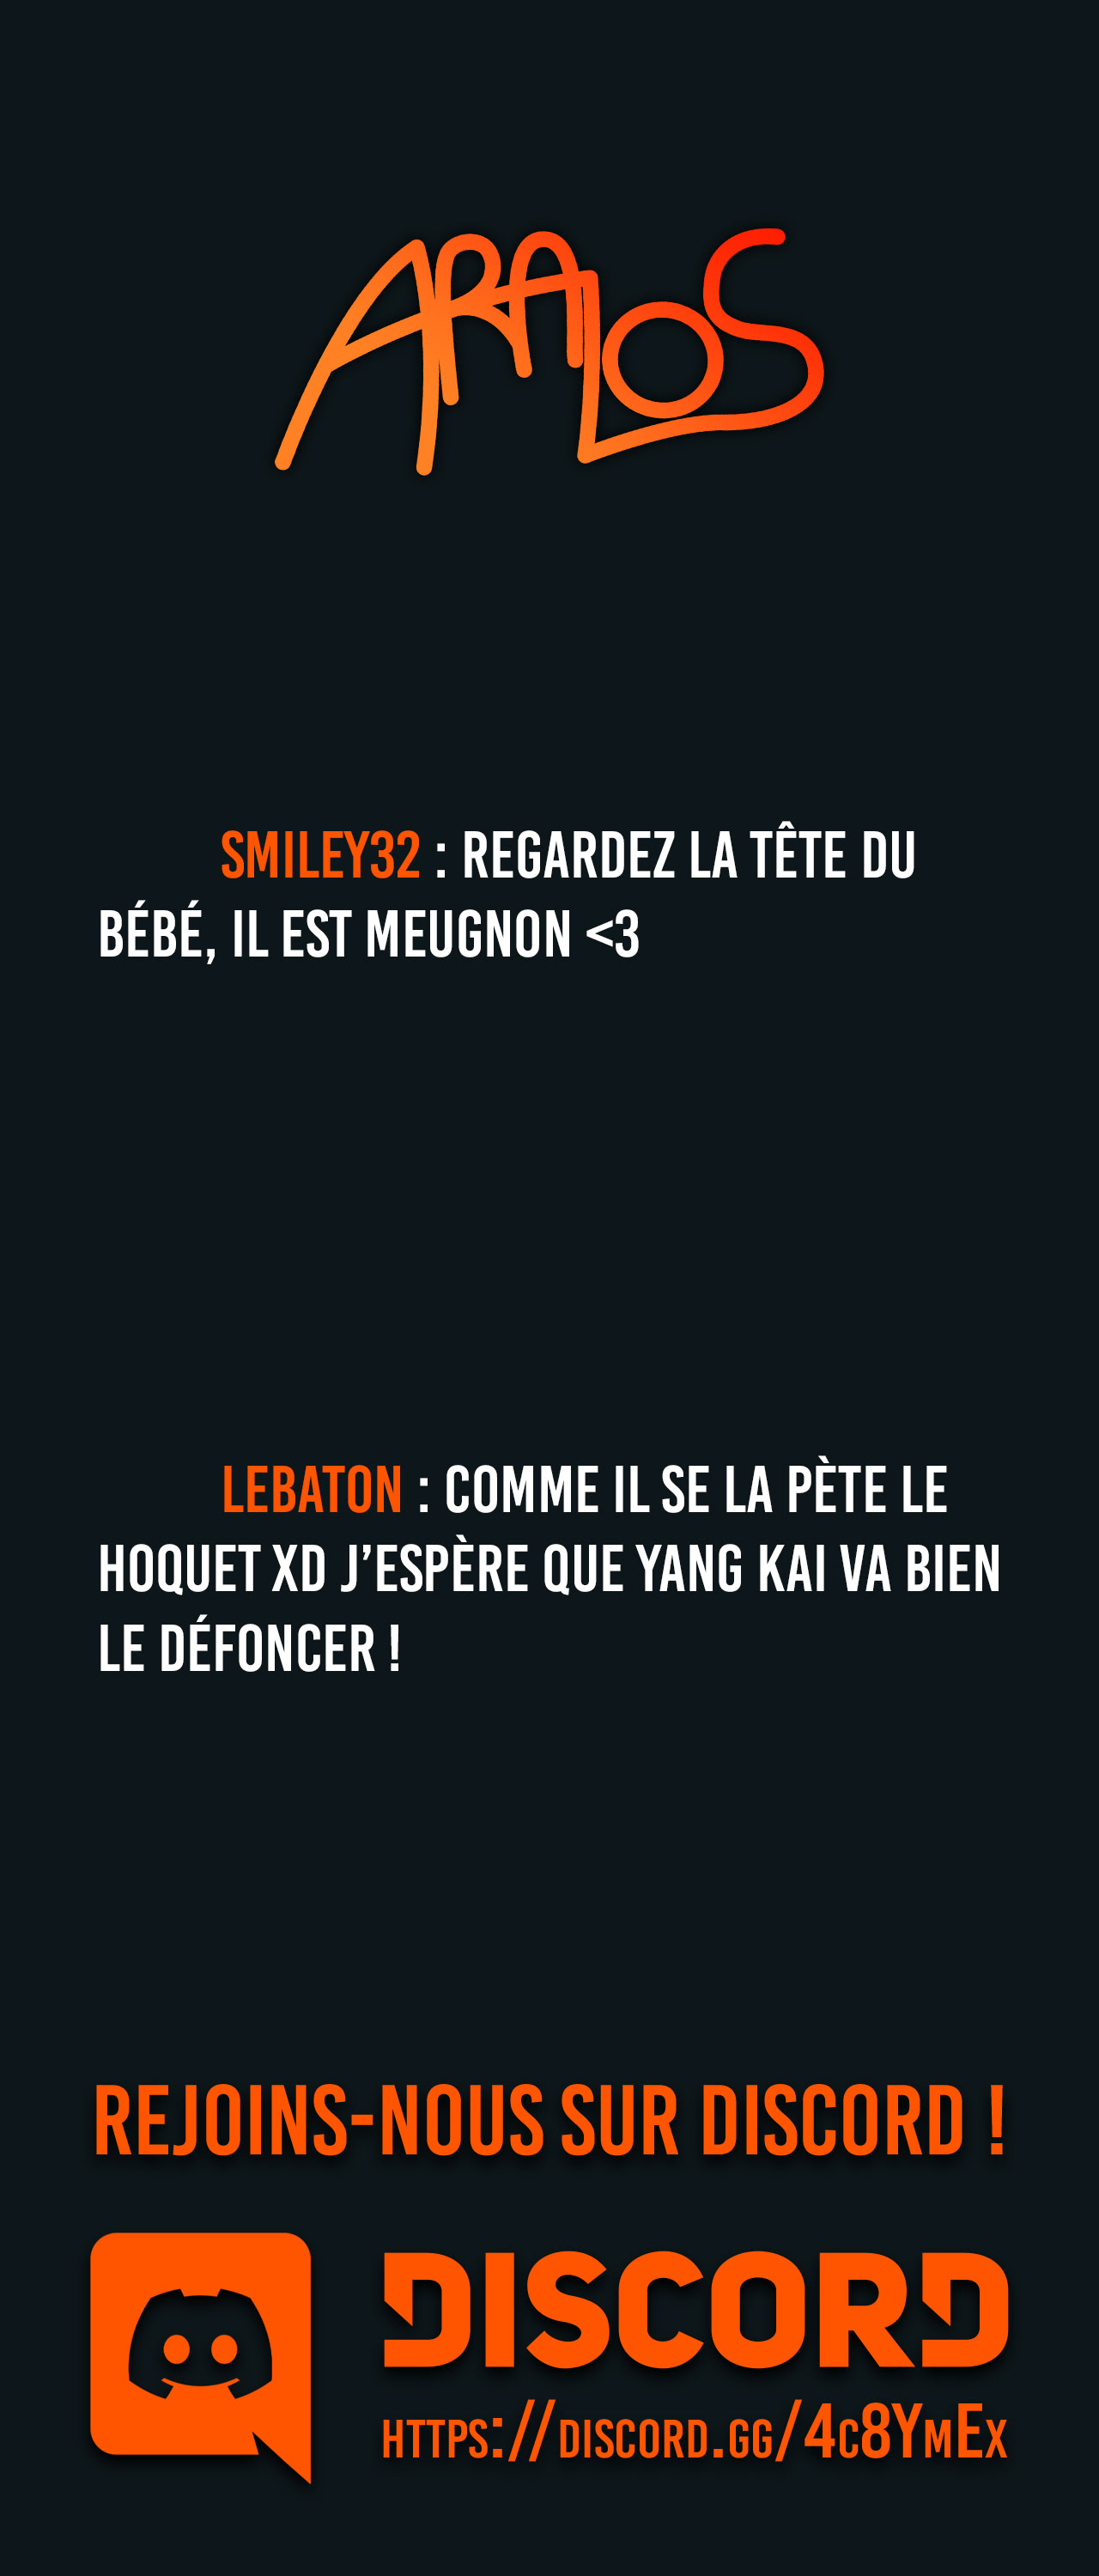 ARALOS
SMILEY32 : REGARDEZ LA TÊTE DU
BÉBÉ, IL EST MEUGNON <3
LEBATON : COMME IL SE LA PÈTE LE
HOQUET XD J’ESPÈRE QUE YANG KAI VA BIEN
LE DÉFONCER !
REJOINS-NOUS SUR DISCORD !
DISCORD
https://discord.gg/4c8YmEx